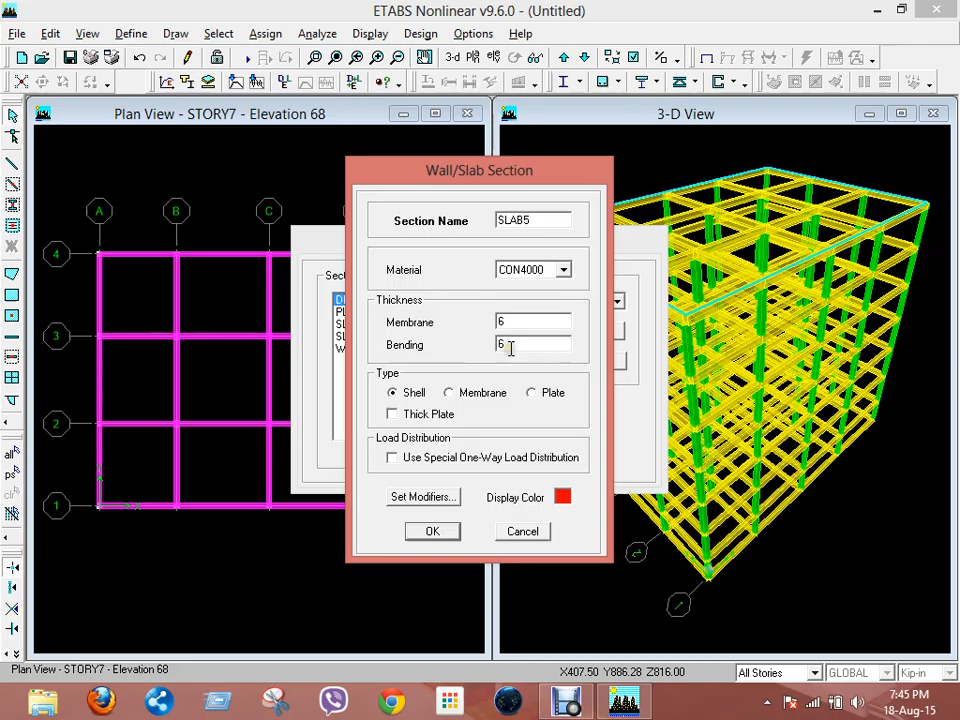 ETABS Nonlinear v9.6.0 - (Untitled)
File Edit View Define Draw Select Assign Analyze Display Design Options Help
Plan View - STORY7 - Elevation 68
3-D View
A B C
4
3
2
1
Wall/Slab Section
Section Name SLAB5
Material CON4000
Thickness
Membrane 6
Bending 6
Type
Shell Membrane Plate
Thick Plate
Load Distribution
Use Special One-Way Load Distribution
Set Modifiers... Display Color
OK Cancel
all
ps
clr
Plan View - STORY7 - Elevation 68
X407.50 Y886.28 Z816.00 All Stories GLOBAL Kip-in
7:45 PM
18-Aug-15